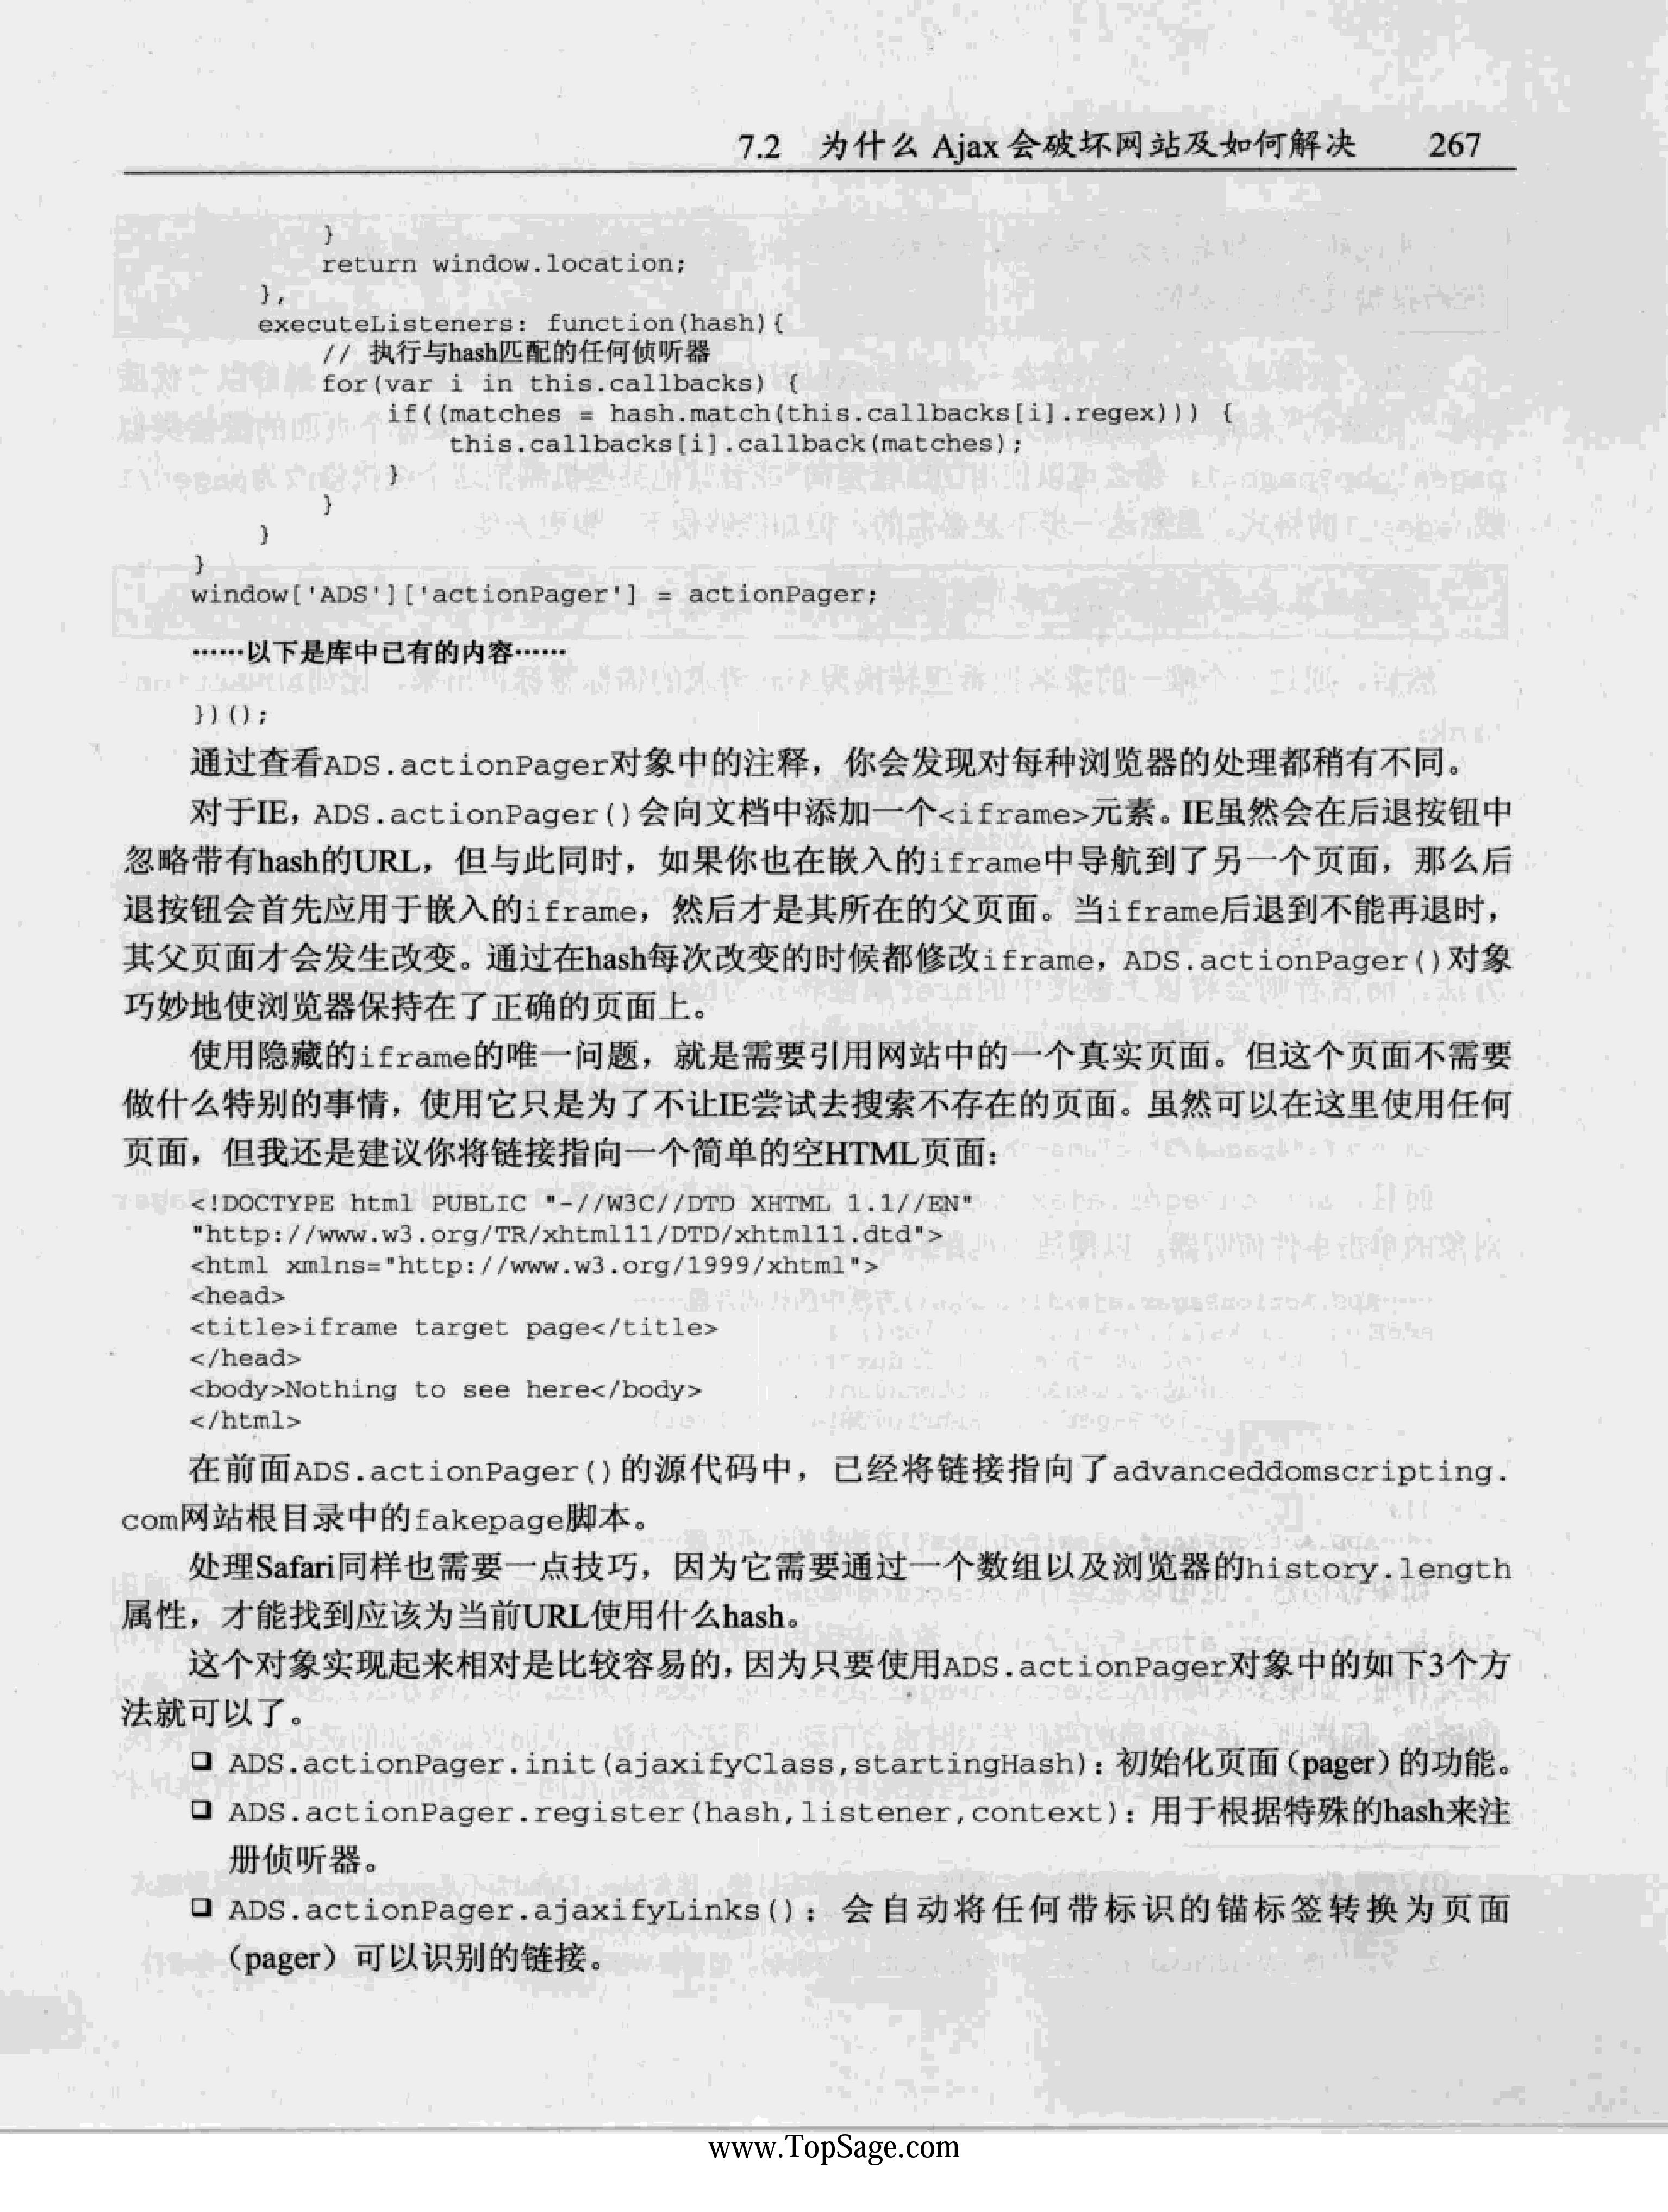 7.2 为什么 Ajax 会破坏网站及如何解决 267
}
return window.location;
},
executeListeners: function(hash){
// 执行与hash匹配的任何侦听器
for(var i in this.callbacks) {
if((matches = hash.match(this.callbacks[i].regex))) {
this.callbacks[i].callback(matches);
}
}
}
}
window['ADS']['actionPager'] = actionPager;
……以下是库中已有的内容……
})();
通过查看ADS.actionPager对象中的注释，你会发现对每种浏览器的处理都稍有不同。
对于IE，ADS.actionPager()会向文档中添加一个<iframe>元素。IE虽然会在后退按钮中
忽略带有hash的URL，但与此同时，如果你也在嵌入的iframe中导航到了另一个页面，那么后
退按钮会首先应用于嵌入的iframe，然后才是其所在的父页面。当iframe后退到不能再退时，
其父页面才会发生改变。通过在hash每次改变的时候都修改iframe，ADS.actionPager()对象
巧妙地使浏览器保持在了正确的页面上。
使用隐藏的iframe的唯一问题，就是需要引用网站中的一个真实页面。但这个页面不需要
做什么特别的事情，使用它只是为了不让IE尝试去搜索不存在的页面。虽然可以在这里使用任何
页面，但我还是建议你将链接指向一个简单的空HTML页面：
<!DOCTYPE html PUBLIC "-//W3C//DTD XHTML 1.1//EN"
"http://www.w3.org/TR/xhtml11/DTD/xhtml11.dtd">
<html xmlns="http://www.w3.org/1999/xhtml">
<head>
<title>iframe target page</title>
</head>
<body>Nothing to see here</body>
</html>
在前面ADS.actionPager()的源代码中，已经将链接指向了advanceddomscripting.
com网站根目录中的fakepage脚本。
处理Safari同样也需要一点技巧，因为它需要通过一个数组以及浏览器的history.length
属性，才能找到应该为当前URL使用什么hash。
这个对象实现起来相对是比较容易的，因为只要使用ADS.actionPager对象中的如下3个方
法就可以了。
❑ ADS.actionPager.init(ajaxifyClass,startingHash)：初始化页面（pager）的功能。
❑ ADS.actionPager.register(hash,listener,context)：用于根据特殊的hash来注
册侦听器。
❑ ADS.actionPager.ajaxifyLinks()：会自动将任何带标识的锚标签转换为页面
（pager）可以识别的链接。
www.TopSage.com